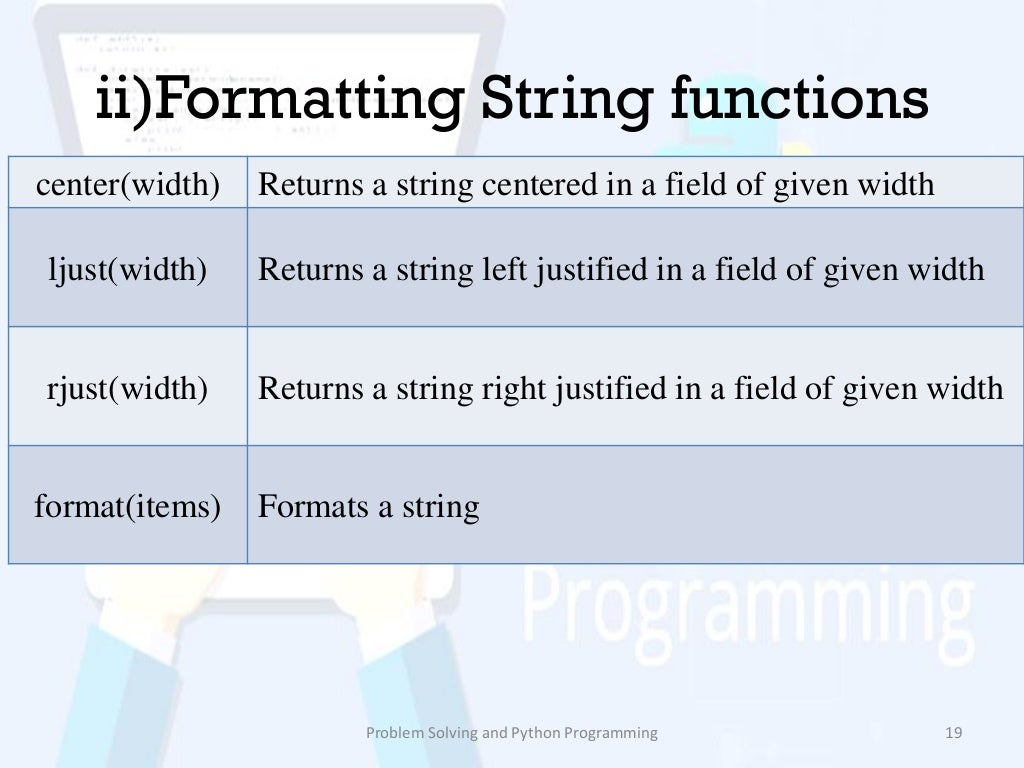 ii)Formatting String functions
center(width) Returns a string centered in a field of given width
ljust(width) Returns a string left justified in a field of given width
rjust(width) Returns a string right justified in a field of given width
format(items) Formats a string
Programming
Problem Solving and Python Programming 19